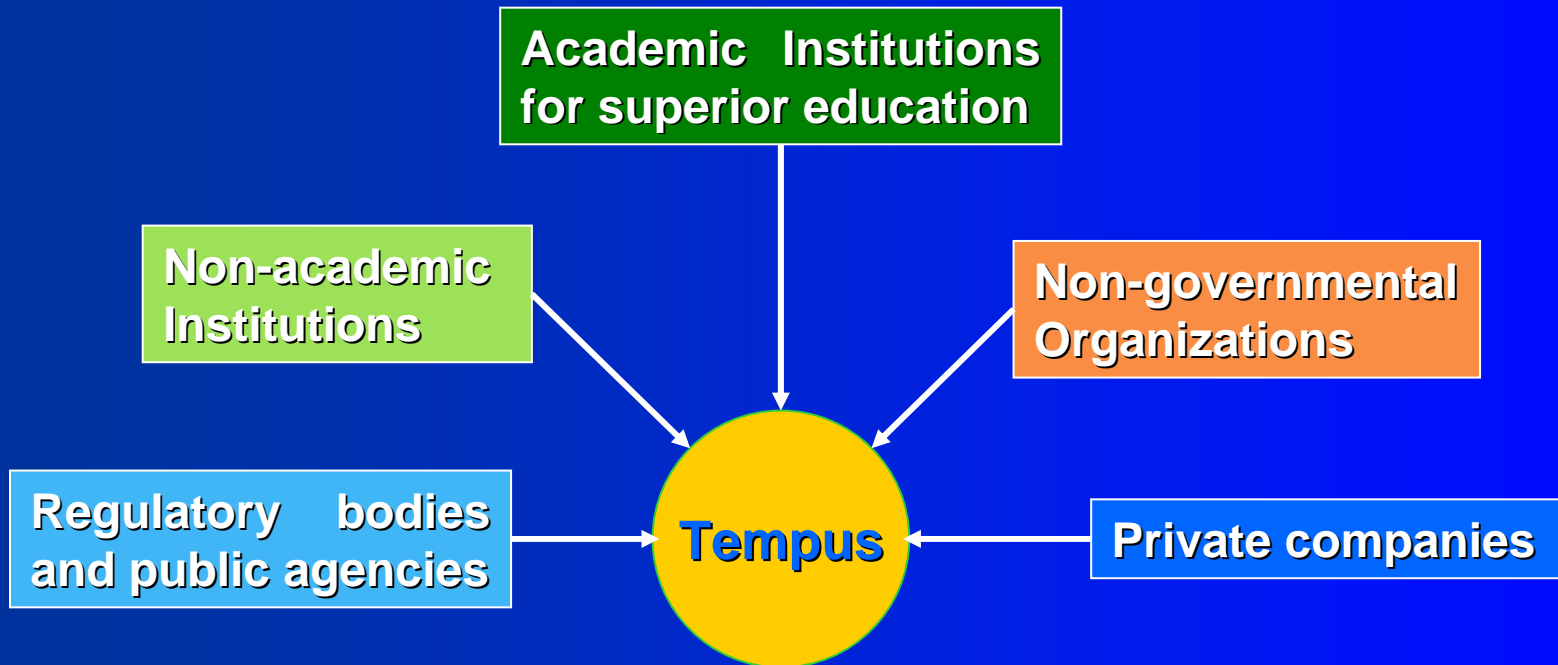 Academic Institutions
for superior education
Non-academic
Institutions
Non-governmental
Organizations
Regulatory bodies
and public agencies
Tempus
Private companies